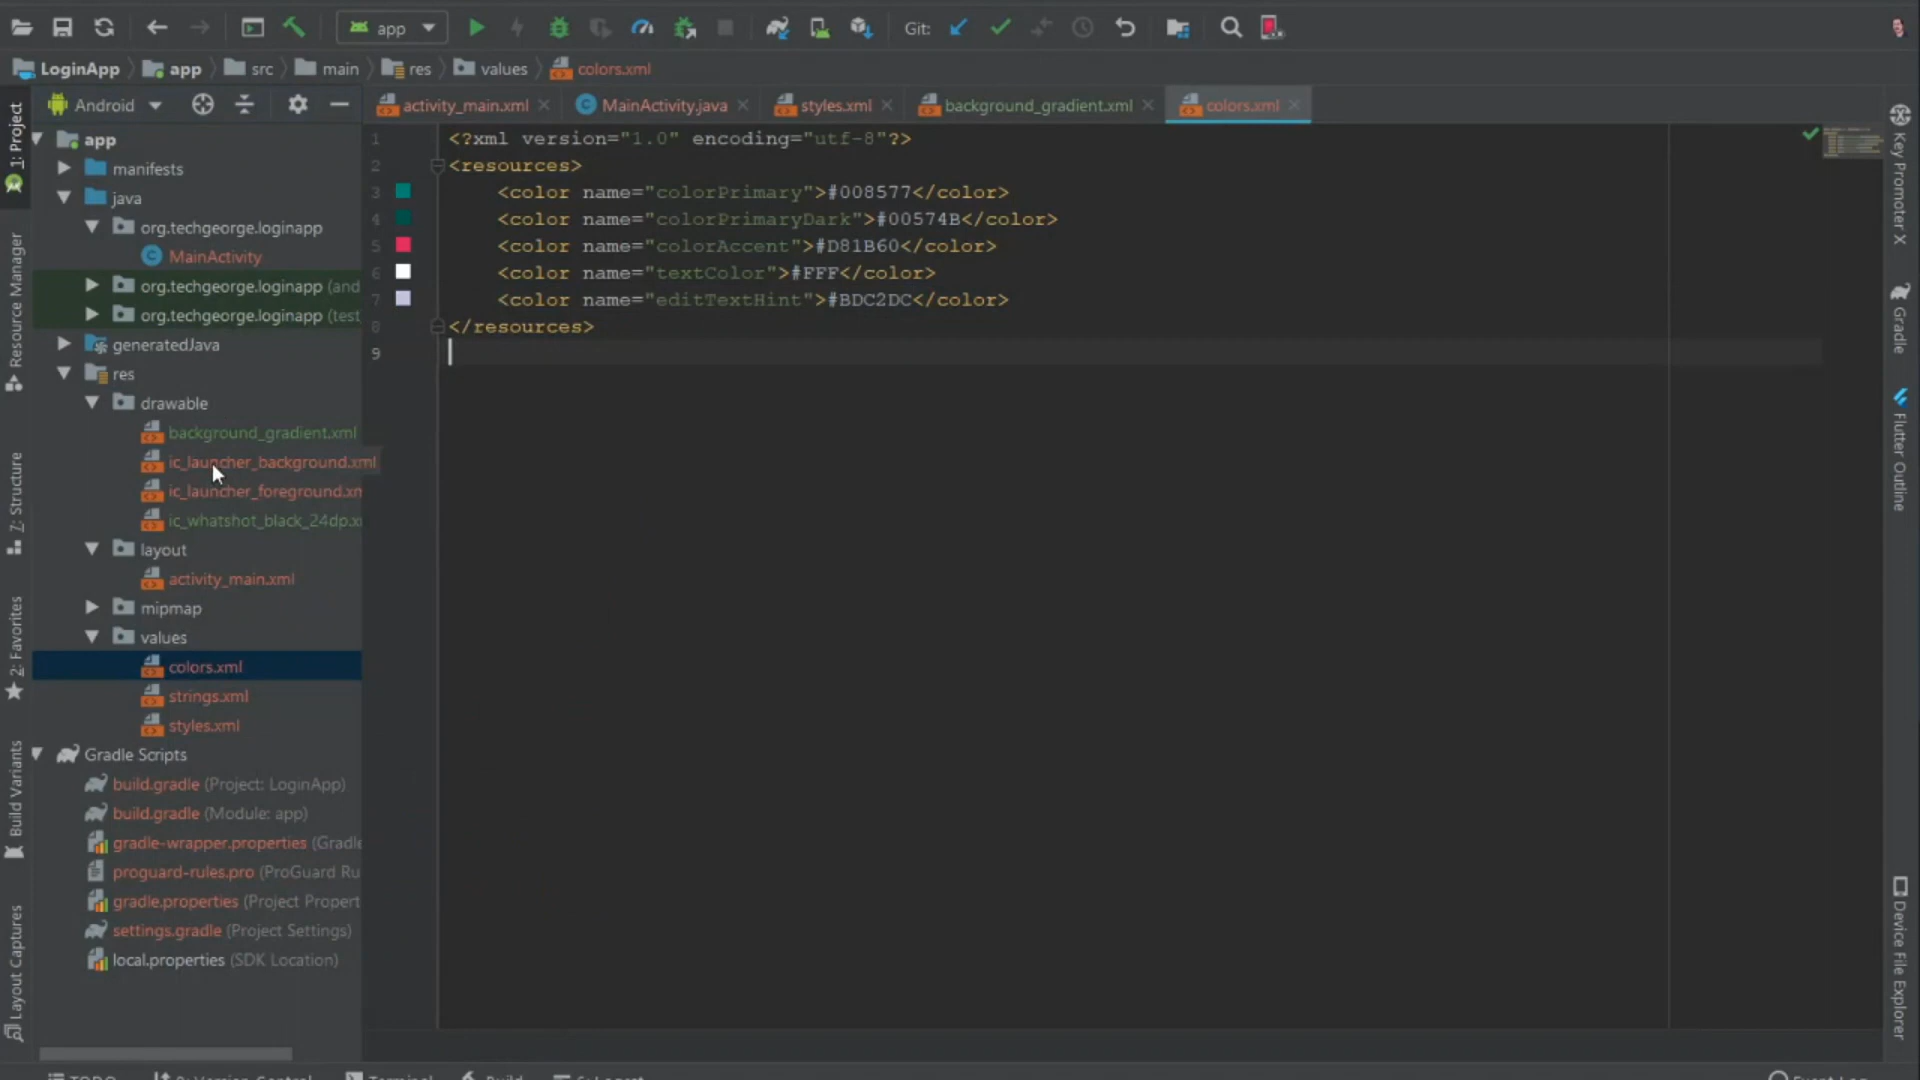 app
Git:
LoginApp
app
src
main
res
values
colors.xml
1: Project
Resource Manager
7: Structure
2: Favorites
Build Variants
Layout Captures
Android
app
manifests
java
org.techgeorge.loginapp
MainActivity
org.techgeorge.loginapp (and
org.techgeorge.loginapp (test
generatedJava
res
drawable
background_gradient.xml
ic_launcher_background.xml
ic_launcher_foreground.xm
ic_whatshot_black_24dp.x
layout
activity_main.xml
mipmap
values
colors.xml
strings.xml
styles.xml
Gradle Scripts
build.gradle (Project: LoginApp)
build.gradle (Module: app)
gradle-wrapper.properties (Gradle
proguard-rules.pro (ProGuard Ru
gradle.properties (Project Propert
settings.gradle (Project Settings)
local.properties (SDK Location)
activity_main.xml
MainActivity.java
styles.xml
background_gradient.xml
colors.xml
1 <?xml version="1.0" encoding="utf-8"?>
2 <resources>
3 <color name="colorPrimary">#008577</color>
4 <color name="colorPrimaryDark">#00574B</color>
5 <color name="colorAccent">#D81B60</color>
6 <color name="textColor">#FFF</color>
7 <color name="editTextHint">#BDC2DC</color>
8 </resources>
9
Key Promoter X
Gradle
Flutter Outline
Device File Explorer